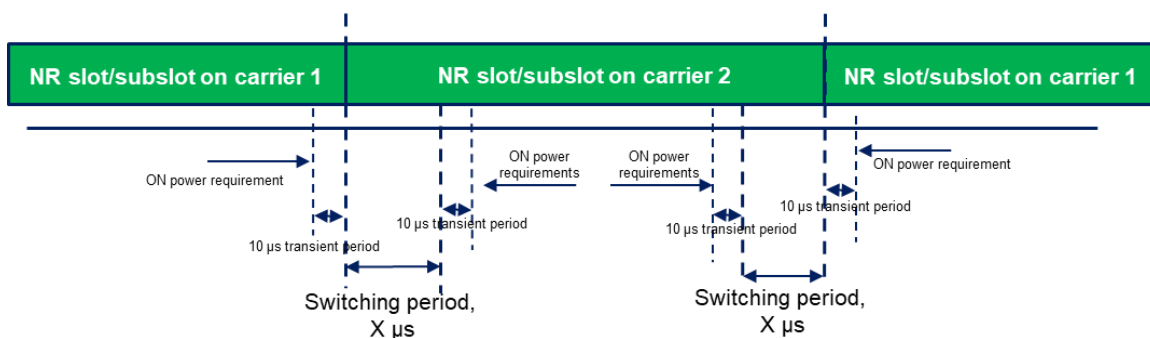 NR slot/subslot on carrier 1
NR slot/subslot on carrier 2
NR slot/subslot on carrier 1
ON power requirement
ON power
requirements
ON power
requirements
ON power requirement
10 µs transient period
10 µs transient period
10 µs transient period
10 µs transient period
Switching period,
X µs
Switching period,
X µs